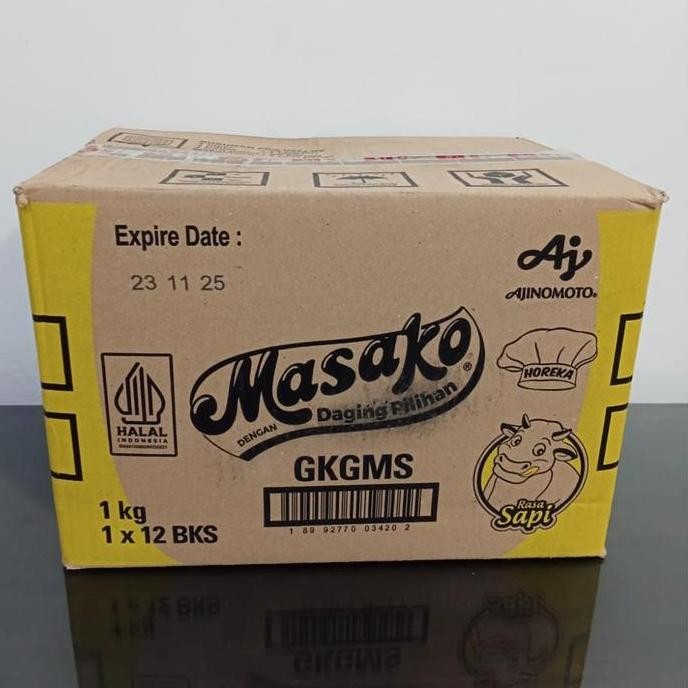 Expire Date :
23 11 25
Aj
AJINOMOTO®
HOREKA
HALAL
INDONESIA
Masako®
DENGAN Daging Pilihan
GKGMS
1 89 92770 03420 2
Rasa
Sapi
1 kg
1 x 12 BKS